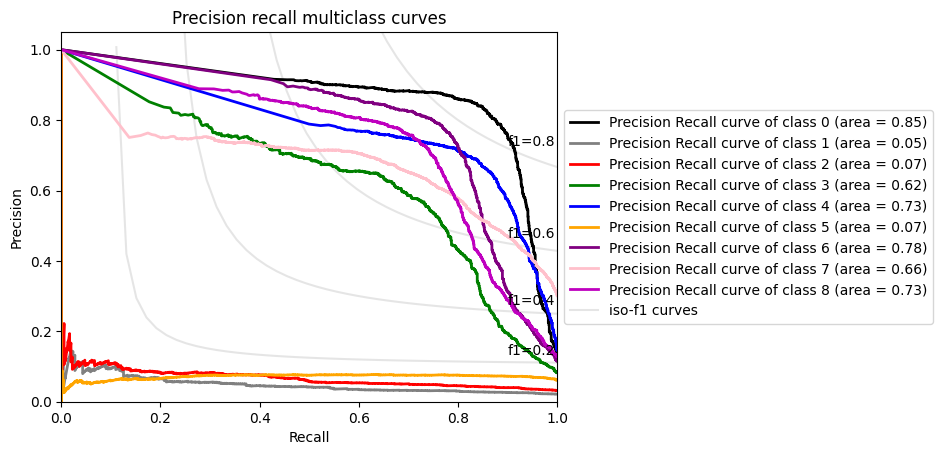 Precision recall multiclass curves
Precision
1.0
0.8
0.6
0.4
0.2
0.0
f1=0.8
f1=0.6
f1=0.4
f1=0.2
0.0 0.2 0.4 0.6 0.8 1.0
Recall
Precision Recall curve of class 0 (area = 0.85)
Precision Recall curve of class 1 (area = 0.05)
Precision Recall curve of class 2 (area = 0.07)
Precision Recall curve of class 3 (area = 0.62)
Precision Recall curve of class 4 (area = 0.73)
Precision Recall curve of class 5 (area = 0.07)
Precision Recall curve of class 6 (area = 0.78)
Precision Recall curve of class 7 (area = 0.66)
Precision Recall curve of class 8 (area = 0.73)
iso-f1 curves